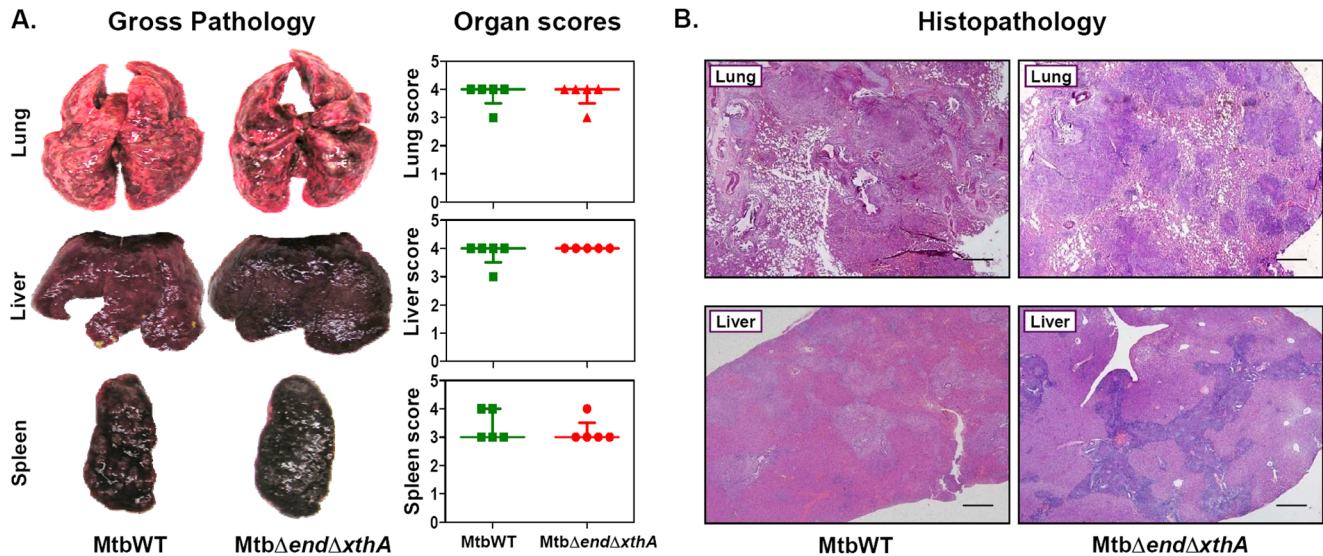 A.
Gross Pathology
Organ scores
B.
Histopathology
Lung
Lung score
5
4
3
2
1
0
Lung
Lung
Liver
Liver score
5
4
3
2
1
0
Liver
Liver
Spleen
Spleen score
5
4
3
2
1
0
MtbWT
MtbΔendΔxthA
MtbWT
MtbΔendΔxthA
MtbWT
MtbΔendΔxthA